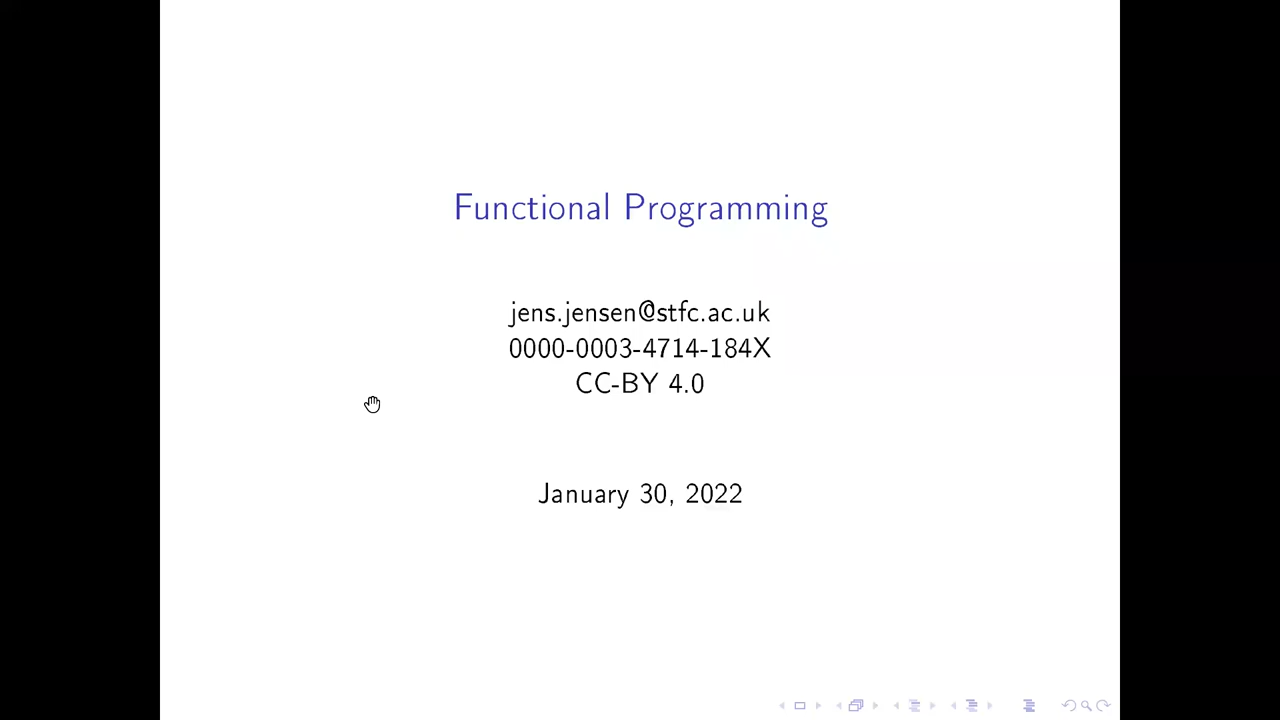 Functional Programming
jens.jensen@stfc.ac.uk
0000-0003-4714-184X
CC-BY 4.0
January 30, 2022